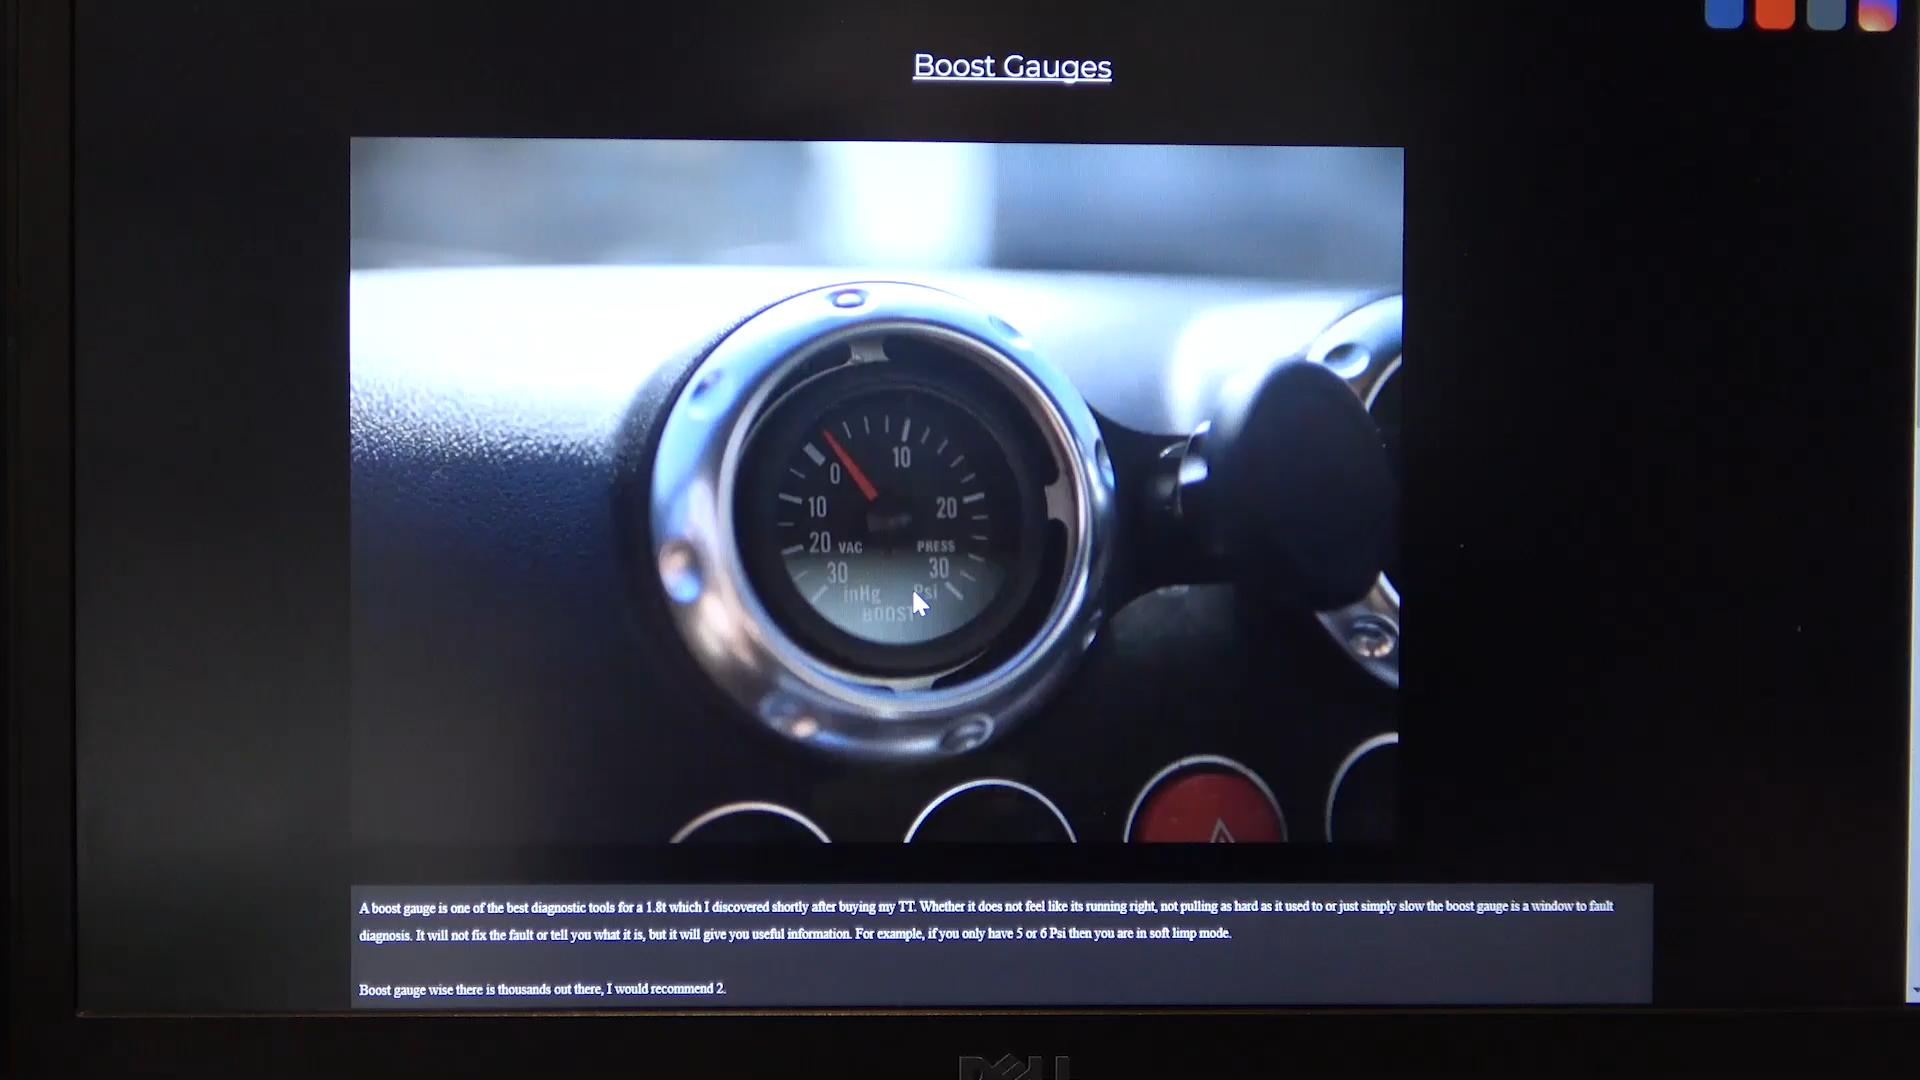 Boost Gauges
0
10
10
20
20
VAC
PRESS
30
30
inHg
Psi
BOOST
A boost gauge is one of the best diagnostic tools for a 1.8t which I discovered shortly after buying my TT. Whether it does not feel like its running right, not pulling as hard as it used to or just simply slow the boost gauge is a window to fault
diagnosis. It will not fix the fault or tell you what it is, but it will give you useful information. For example, if you only have 5 or 6 Psi then you are in soft limp mode.
Boost gauge wise there is thousands out there, I would recommend 2.
DELL